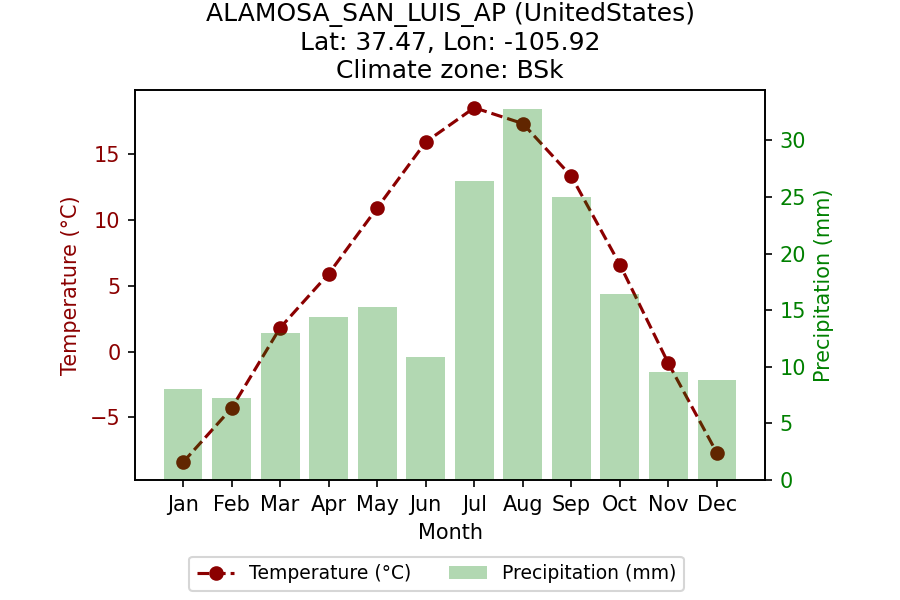 ALAMOSA_SAN_LUIS_AP (UnitedStates)
Lat: 37.47, Lon: -105.92
Climate zone: BSk
Temperature (°C)
15
10
5
0
−5
30
25
20
15
10
5
0
Precipitation (mm)
Jan Feb Mar Apr May Jun Jul Aug Sep Oct Nov Dec
Month
Temperature (°C) Precipitation (mm)